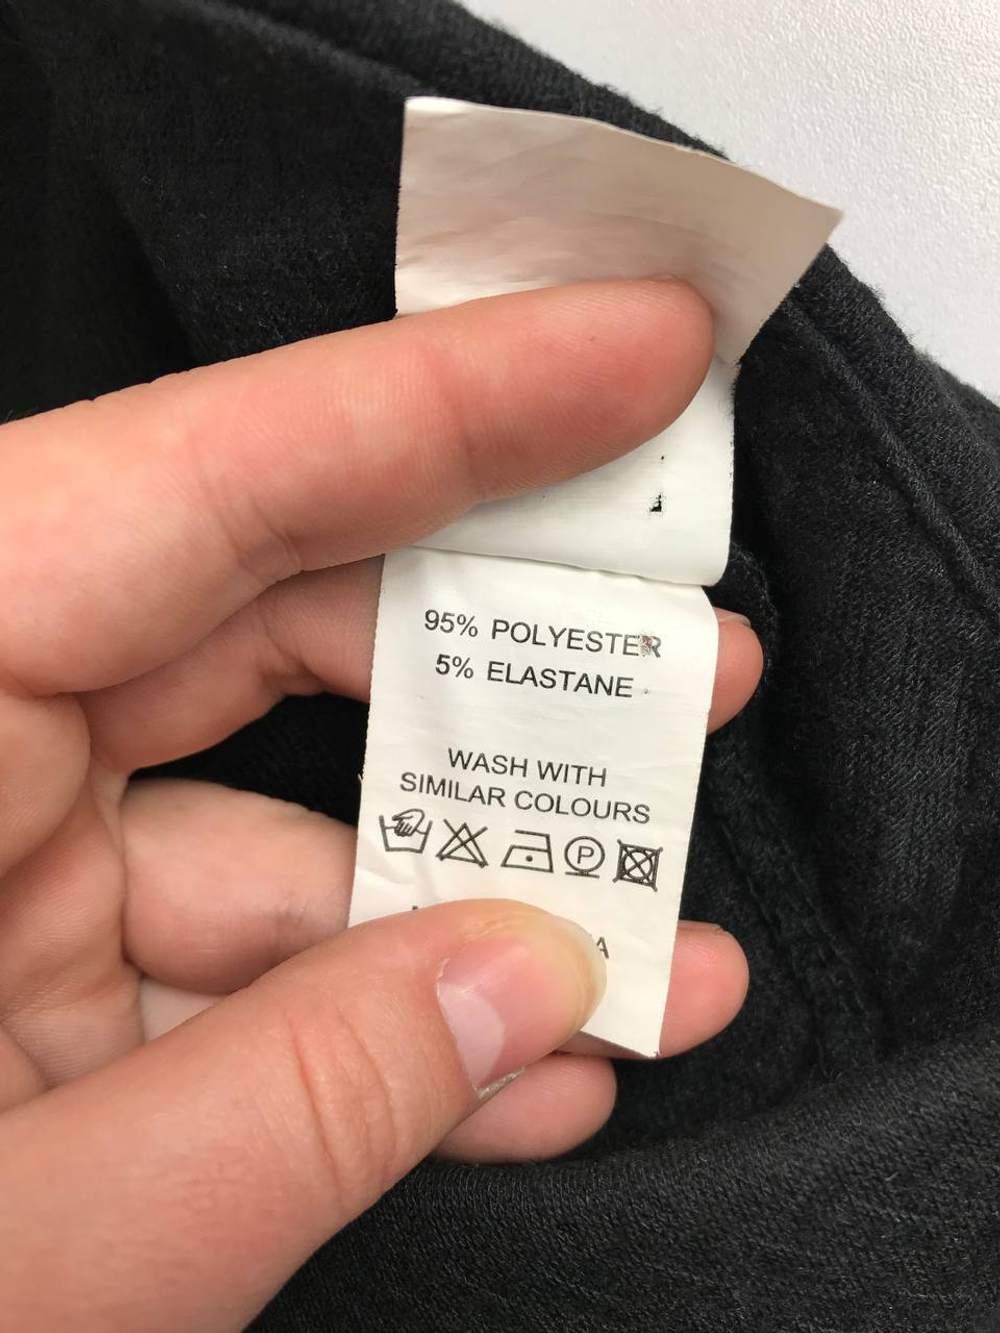 95% POLYESTER
5% ELASTANE
WASH WITH
SIMILAR COLOURS
P